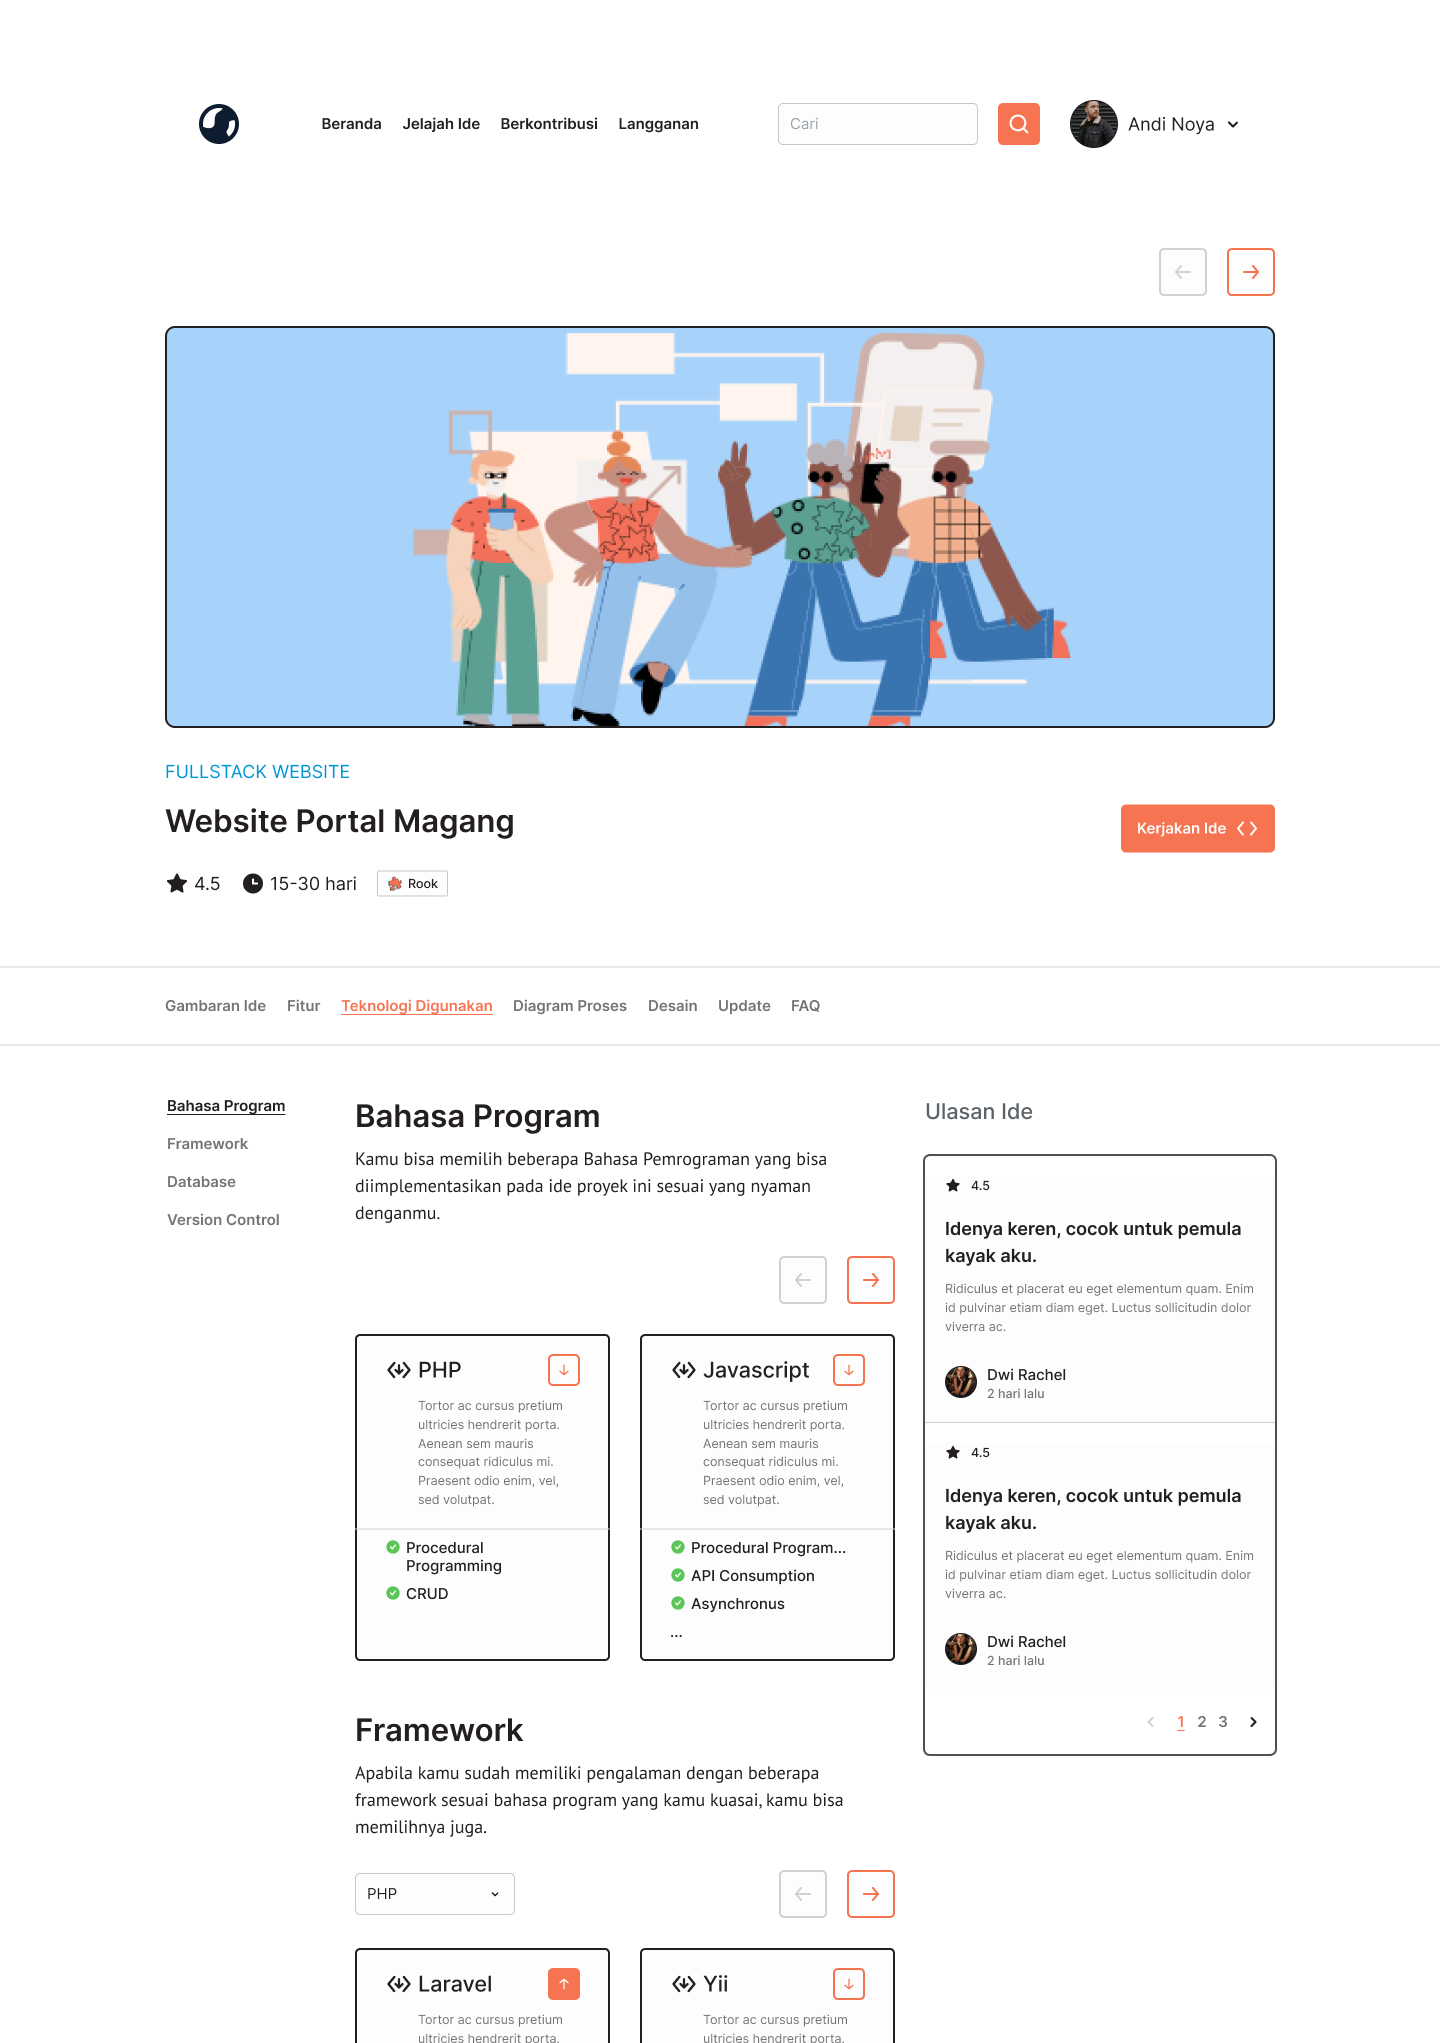 Beranda Jelajah Ide Berkontribusi Langganan Cari Andi Noya
FULLSTACK WEBSITE
Website Portal Magang
Kerjakan Ide
4.5 15-30 hari Rook
Gambaran Ide Fitur Teknologi Digunakan Diagram Proses Desain Update FAQ
Bahasa Program
Framework
Database
Version Control
Bahasa Program
Kamu bisa memilih beberapa Bahasa Pemrograman yang bisa
diimplementasikan pada ide proyek ini sesuai yang nyaman
denganmu.
PHP
Tortor ac cursus pretium
ultricies hendrerit porta.
Aenean sem mauris
consequat ridiculus mi.
Praesent odio enim, vel,
sed volutpat.
Procedural
Programming
CRUD
Javascript
Tortor ac cursus pretium
ultricies hendrerit porta.
Aenean sem mauris
consequat ridiculus mi.
Praesent odio enim, vel,
sed volutpat.
Procedural Program...
API Consumption
Asynchronus
...
Framework
Apabila kamu sudah memiliki pengalaman dengan beberapa
framework sesuai bahasa program yang kamu kuasai, kamu bisa
memilihnya juga.
PHP
Laravel
Tortor ac cursus pretium
ultricies hendrerit porta.
Yii
Tortor ac cursus pretium
ultricies hendrerit porta.
Ulasan Ide
4.5
Idenya keren, cocok untuk pemula
kayak aku.
Ridiculus et placerat eu eget elementum quam. Enim
id pulvinar etiam diam eget. Luctus sollicitudin dolor
viverra ac.
Dwi Rachel
2 hari lalu
4.5
Idenya keren, cocok untuk pemula
kayak aku.
Ridiculus et placerat eu eget elementum quam. Enim
id pulvinar etiam diam eget. Luctus sollicitudin dolor
viverra ac.
Dwi Rachel
2 hari lalu
1 2 3